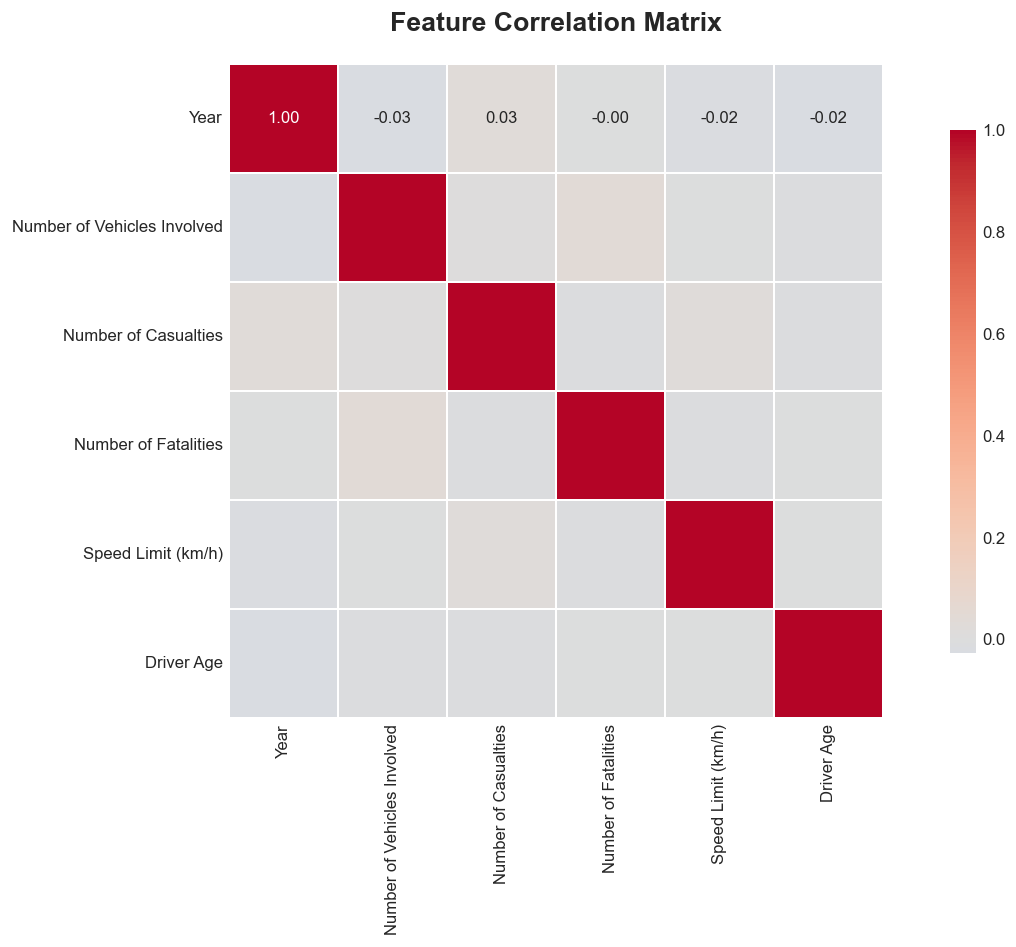 Feature Correlation Matrix
Year
1.00 -0.03 0.03 -0.00 -0.02 -0.02
Number of Vehicles Involved
Number of Casualties
Number of Fatalities
Speed Limit (km/h)
Driver Age
Year
Number of Vehicles Involved
Number of Casualties
Number of Fatalities
Speed Limit (km/h)
Driver Age
1.0
0.8
0.6
0.4
0.2
0.0